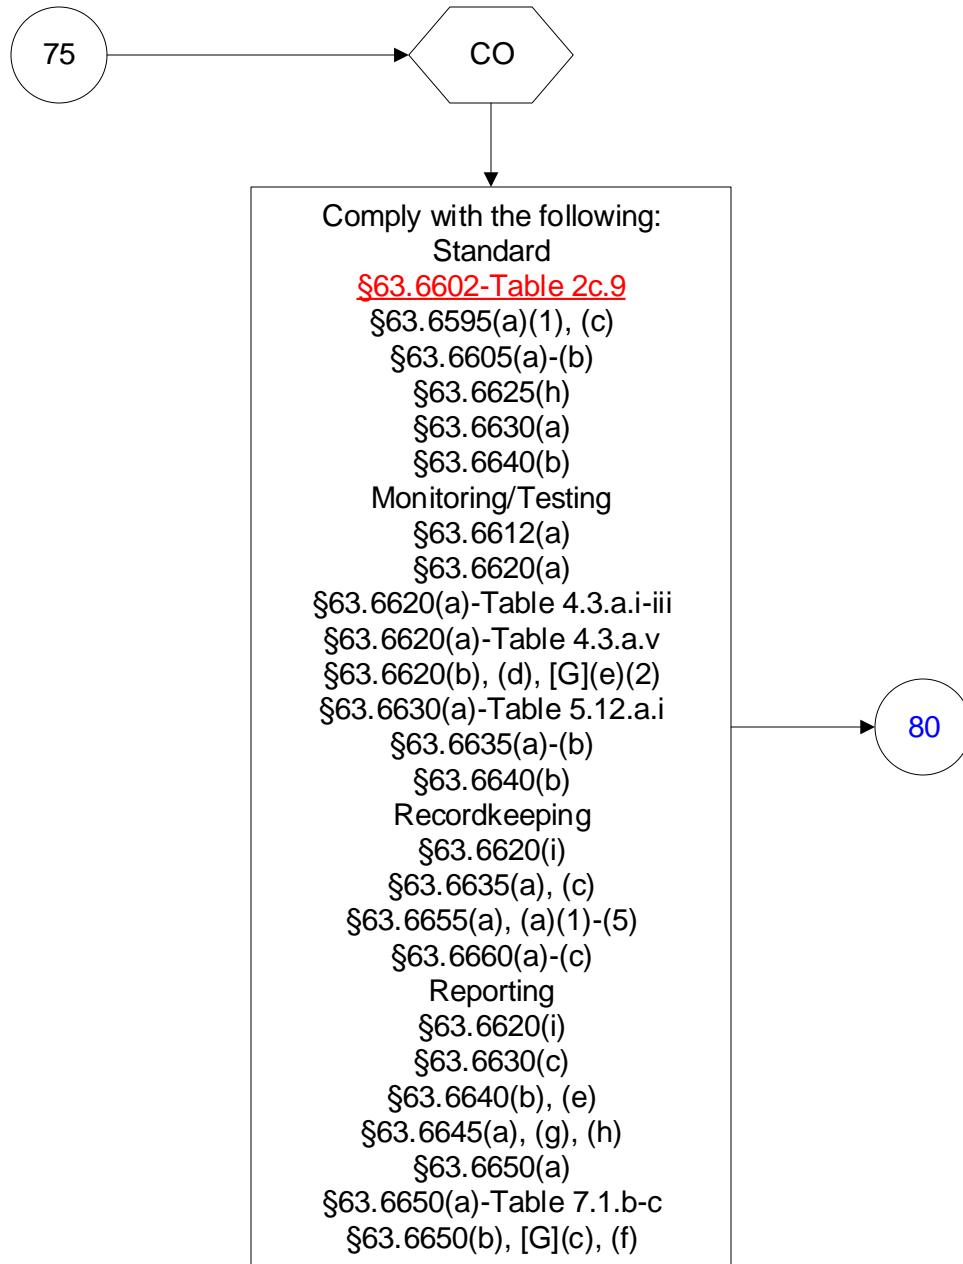 75
CO
Comply with the following:
Standard
§63.6602-Table 2c.9
§63.6595(a)(1), (c)
§63.6605(a)-(b)
§63.6625(h)
§63.6630(a)
§63.6640(b)
Monitoring/Testing
§63.6612(a)
§63.6620(a)
§63.6620(a)-Table 4.3.a.i-iii
§63.6620(a)-Table 4.3.a.v
§63.6620(b), (d), [G](e)(2)
§63.6630(a)-Table 5.12.a.i
§63.6635(a)-(b)
§63.6640(b)
Recordkeeping
§63.6620(i)
§63.6635(a), (c)
§63.6655(a), (a)(1)-(5)
§63.6660(a)-(c)
Reporting
§63.6620(i)
§63.6630(c)
§63.6640(b), (e)
§63.6645(a), (g), (h)
§63.6650(a)
§63.6650(a)-Table 7.1.b-c
§63.6650(b), [G](c), (f)
80